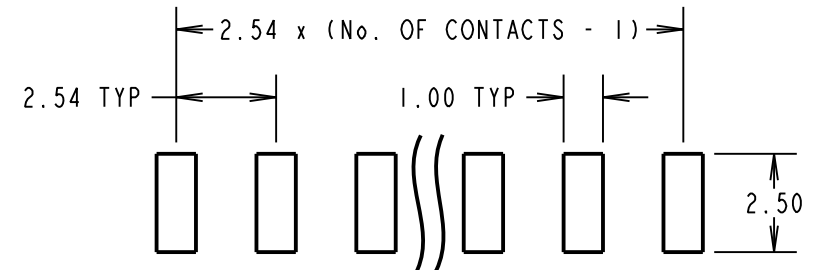 2.54 x (No. OF CONTACTS - 1)
2.54 TYP
1.00 TYP
2.50